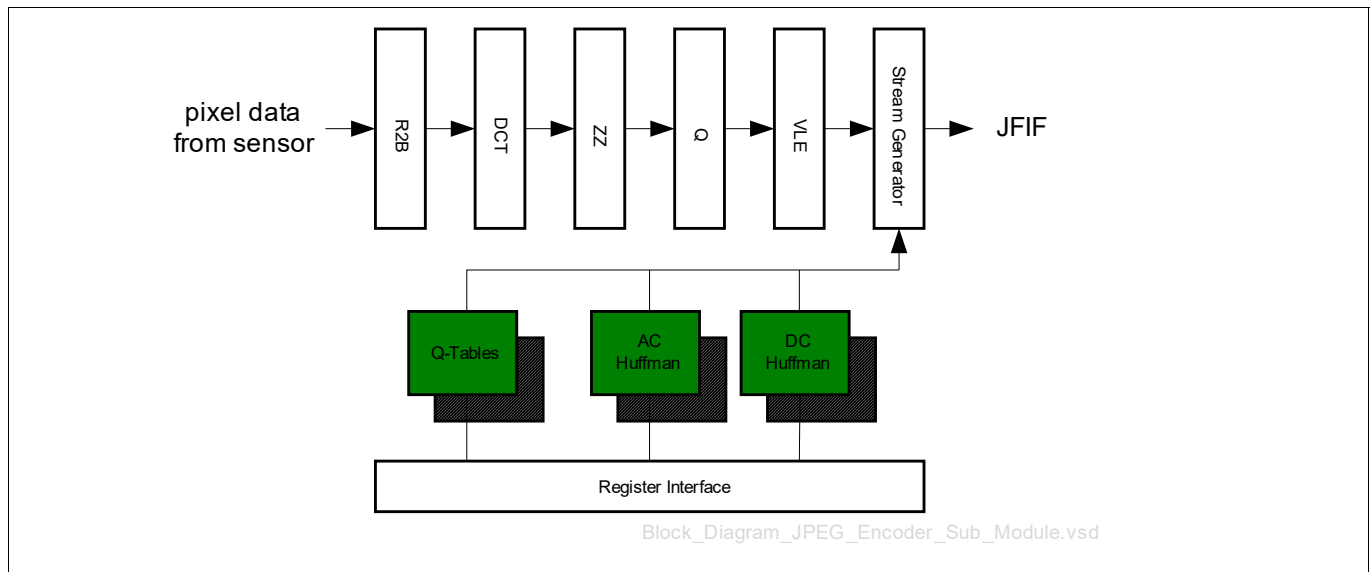 pixel data
from sensor
R2B
DCT
ZZ
Q
VLE
Stream Generator
JFIF
Q-Tables
AC
Huffman
DC
Huffman
Register Interface
Block_Diagram_JPEG_Encoder_Sub_Module.vsd